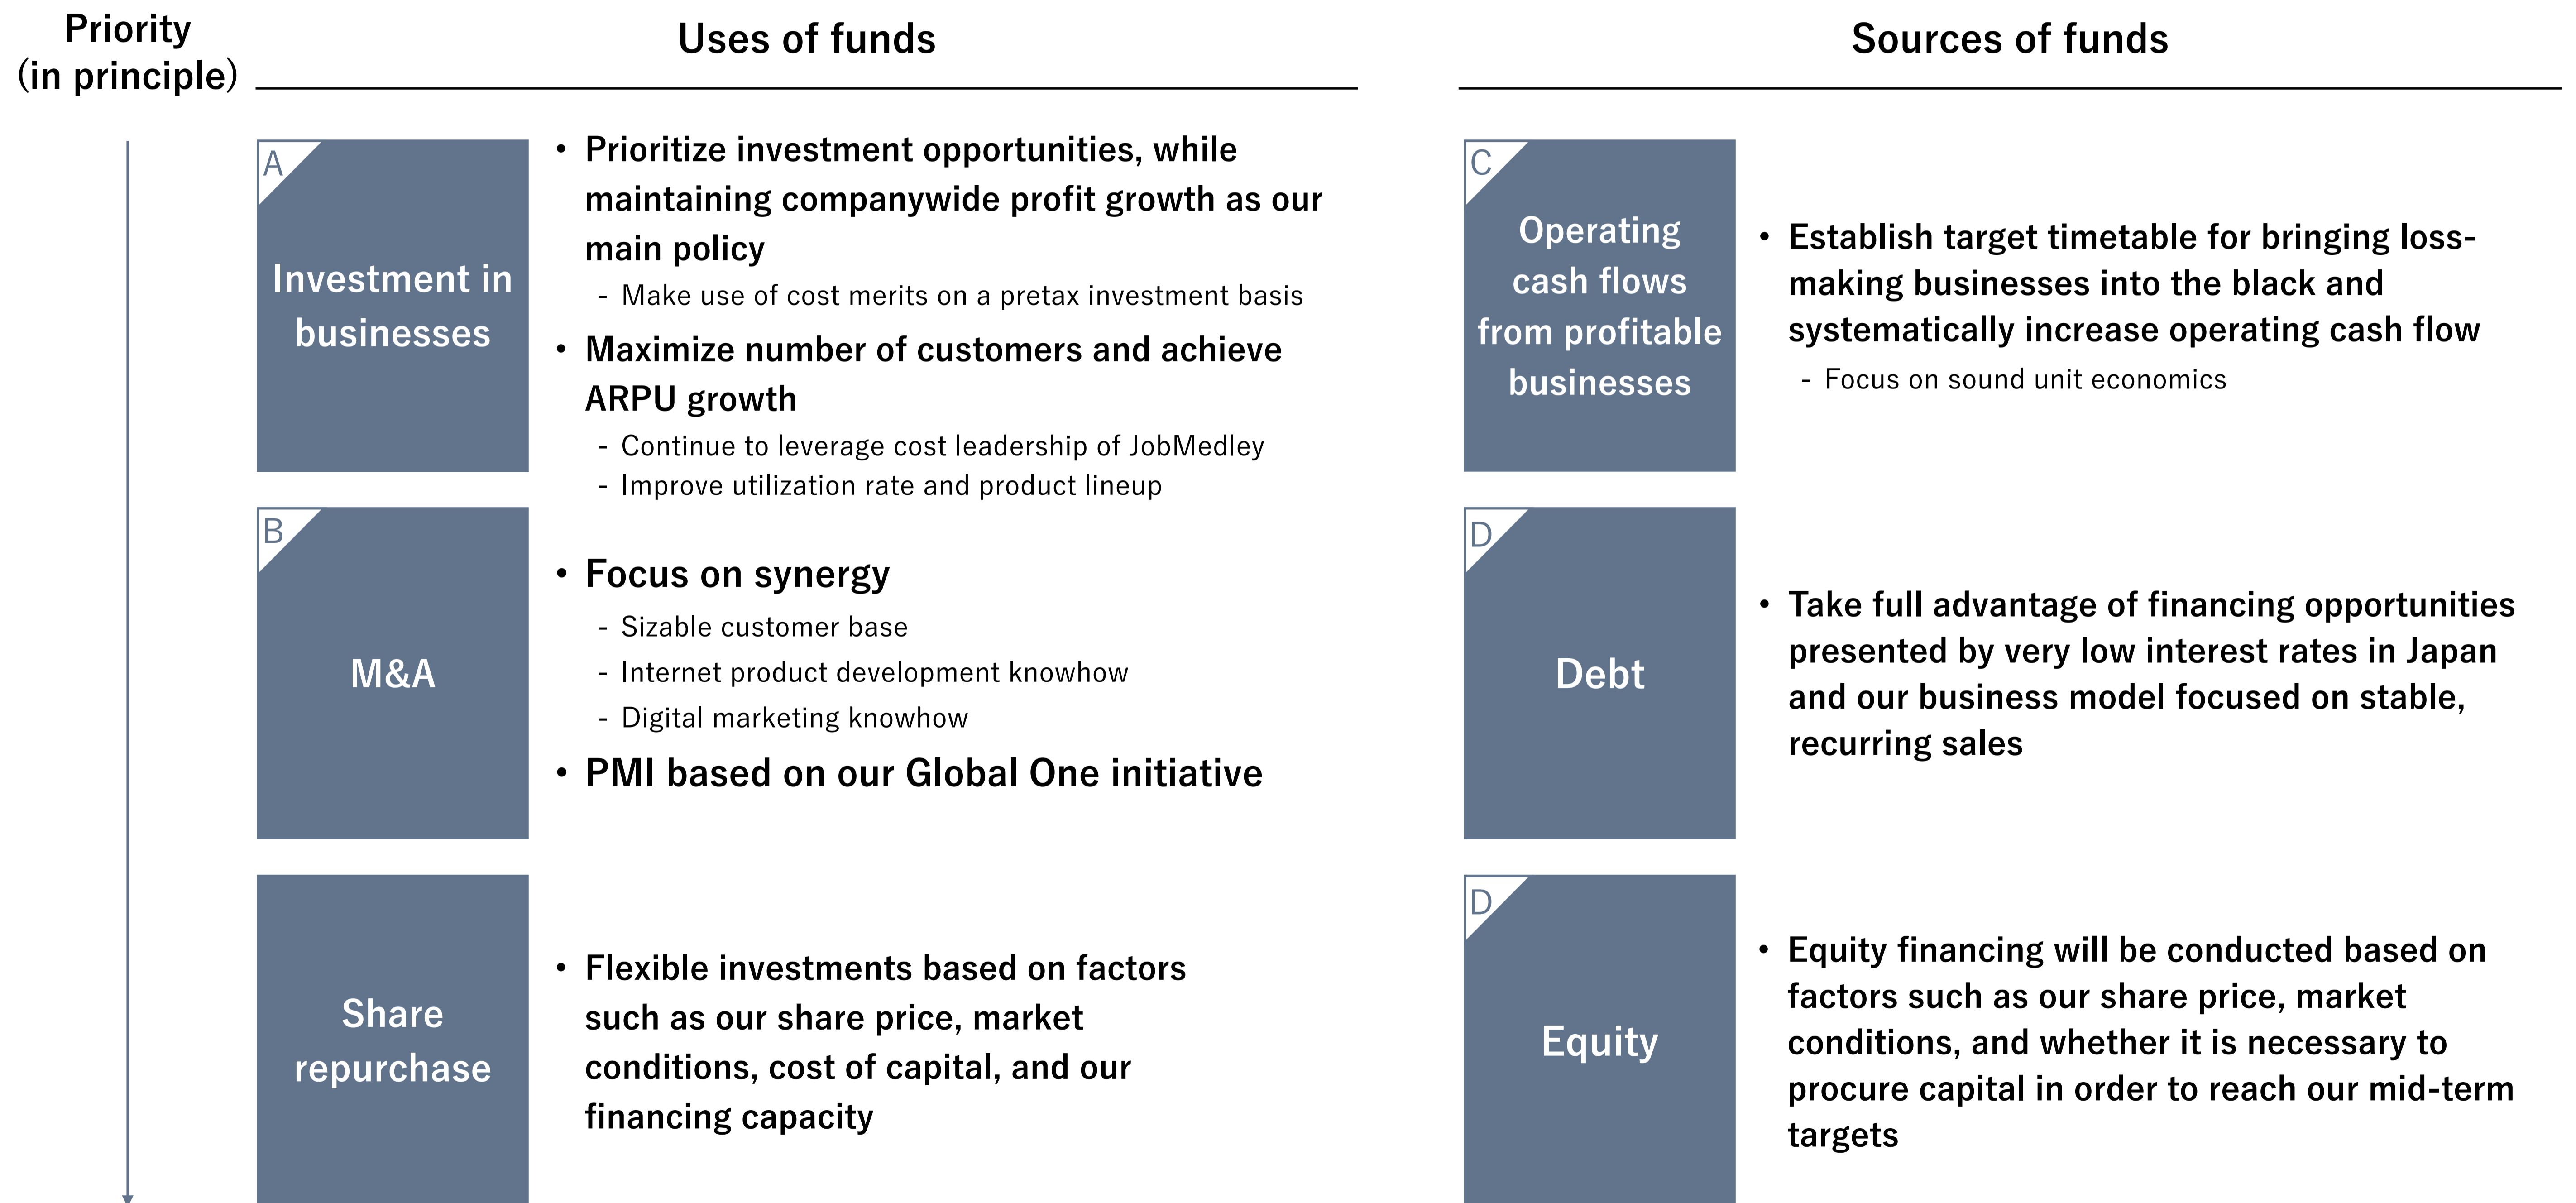 Priority
(in principle)
Uses of funds
Sources of funds
A
Investment in
businesses
• Prioritize investment opportunities, while
maintaining companywide profit growth as our
main policy
- Make use of cost merits on a pretax investment basis
• Maximize number of customers and achieve
ARPU growth
- Continue to leverage cost leadership of JobMedley
- Improve utilization rate and product lineup
B
M&A
• Focus on synergy
- Sizable customer base
- Internet product development knowhow
- Digital marketing knowhow
• PMI based on our Global One initiative
Share
repurchase
• Flexible investments based on factors
such as our share price, market
conditions, cost of capital, and our
financing capacity
C
Operating
cash flows
from profitable
businesses
• Establish target timetable for bringing loss-
making businesses into the black and
systematically increase operating cash flow
- Focus on sound unit economics
D
Debt
• Take full advantage of financing opportunities
presented by very low interest rates in Japan
and our business model focused on stable,
recurring sales
D
Equity
• Equity financing will be conducted based on
factors such as our share price, market
conditions, and whether it is necessary to
procure capital in order to reach our mid-term
targets